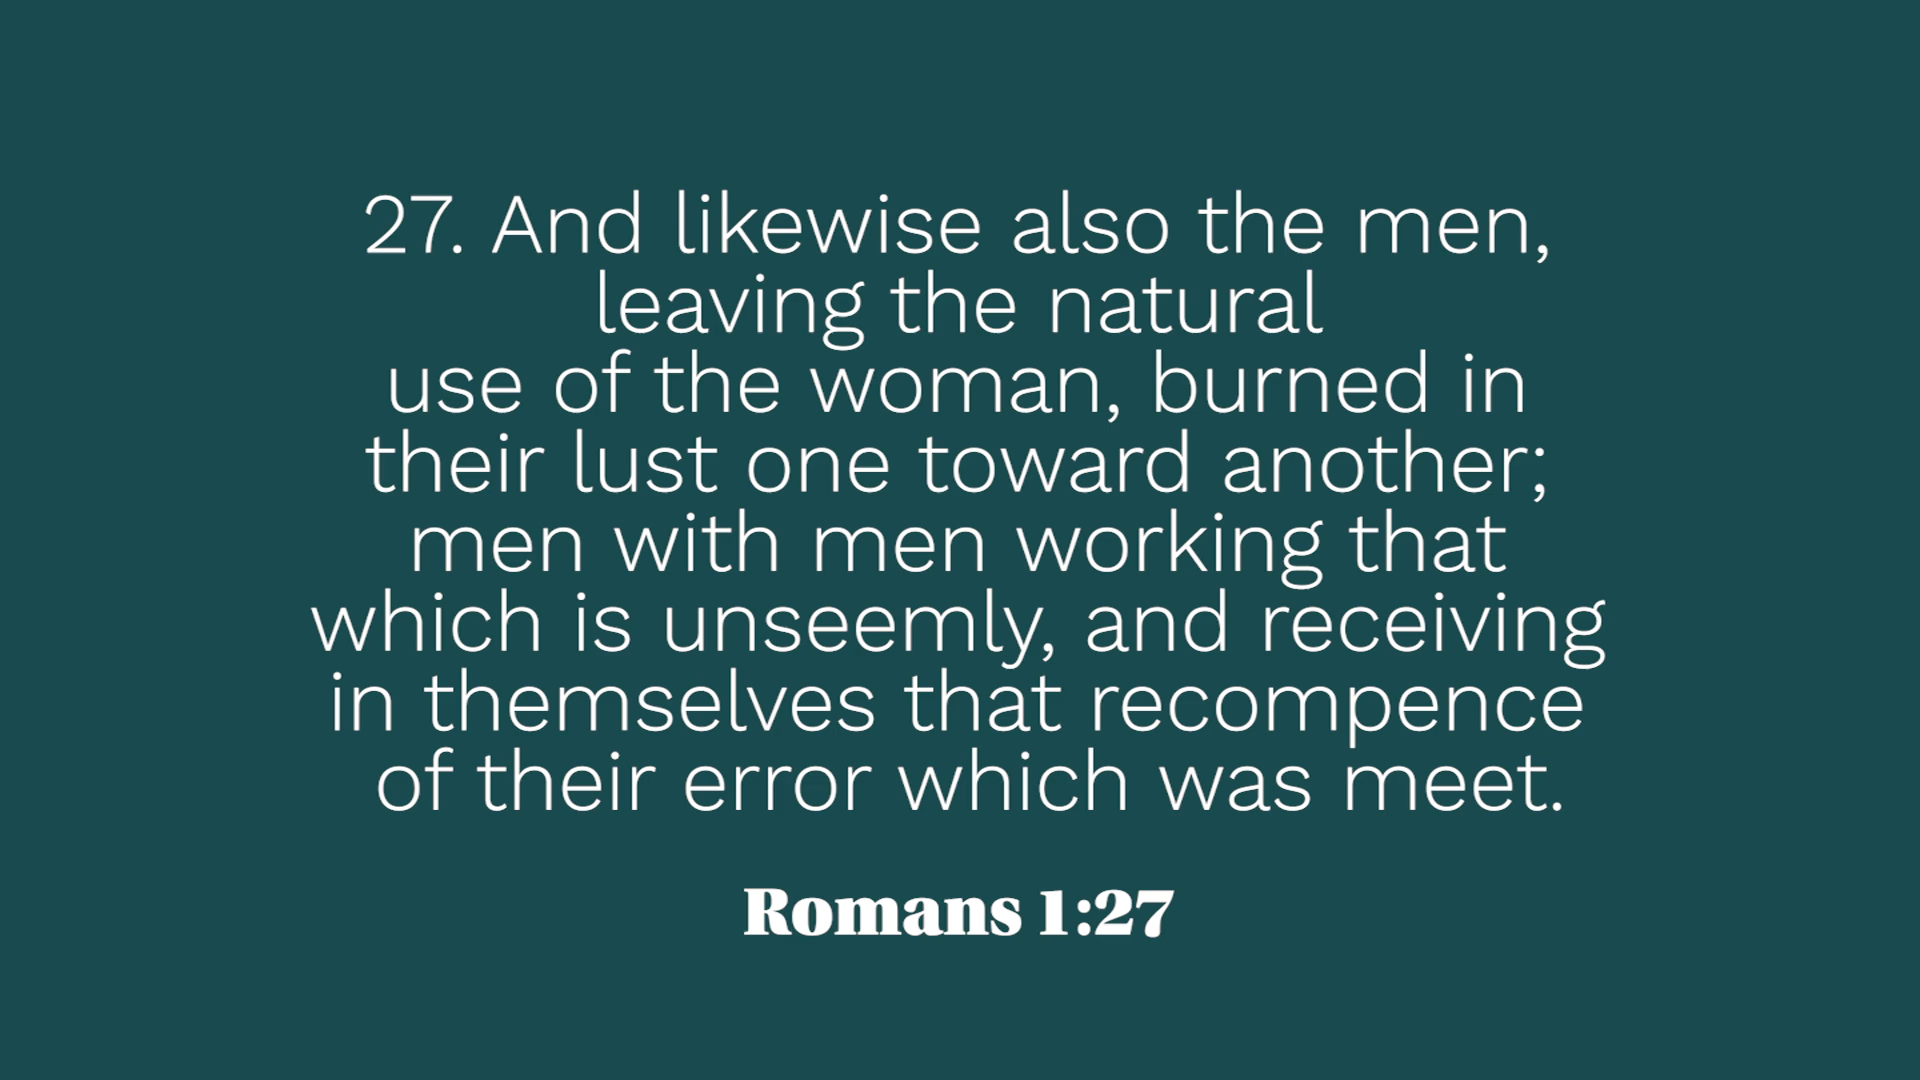 27. And likewise also the men,
leaving the natural
use of the woman, burned in
their lust one toward another;
men with men working that
which is unseemly, and receiving
in themselves that recompence
of their error which was meet.
Romans 1:27